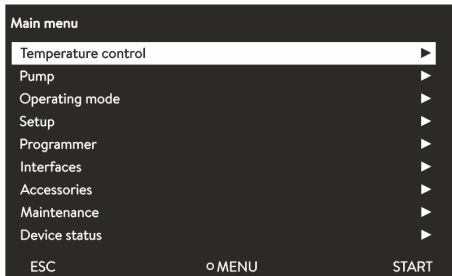 Main menu
Temperature control ▶
Pump ▶
Operating mode ▶
Setup ▶
Programmer ▶
Interfaces ▶
Accessories ▶
Maintenance ▶
Device status ▶
ESC ○ MENU START